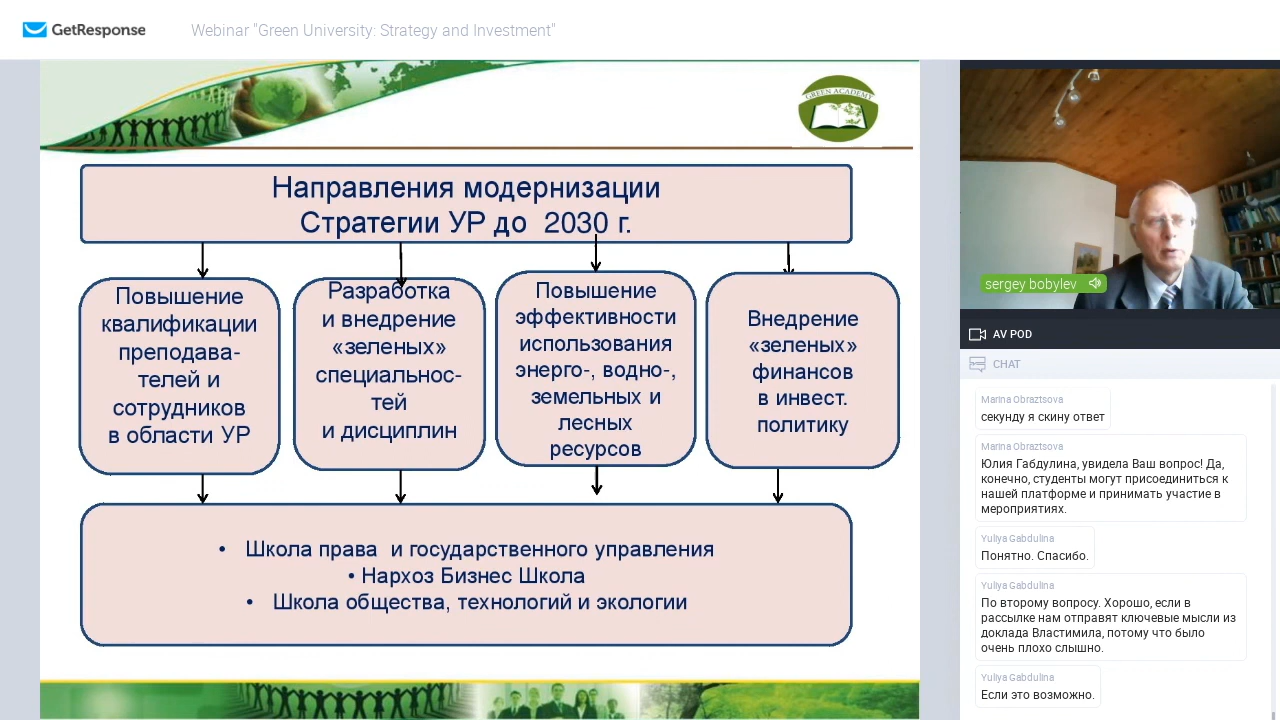 GetResponse
Webinar "Green University: Strategy and Investment"
GREEN ACADEMY
Направления модернизации
Стратегии УР до 2030 г.
Повышение
квалификации
преподава-
телей и
сотрудников
в области УР
Разработка
и внедрение
«зеленых»
специальнос-
тей
и дисциплин
Повышение
эффективности
использования
энерго-, водно-,
земельных и
лесных
ресурсов
Внедрение
«зеленых»
финансов
в инвест.
политику
• Школа права и государственного управления
• Нархоз Бизнес Школа
• Школа общества, технологий и экологии
sergey bobylev
AV POD
CHAT
Marina Obraztsova
секунду я скину ответ
Marina Obraztsova
Юлия Габдулина, увидела Ваш вопрос! Да,
конечно, студенты могут присоединиться к
нашей платформе и принимать участие в
мероприятиях.
Yuliya Gabdulina
Понятно. Спасибо.
Yuliya Gabdulina
По второму вопросу. Хорошо, если в
рассылке нам отправят ключевые мысли из
доклада Властимила, потому что было
очень плохо слышно.
Yuliya Gabdulina
Если это возможно.